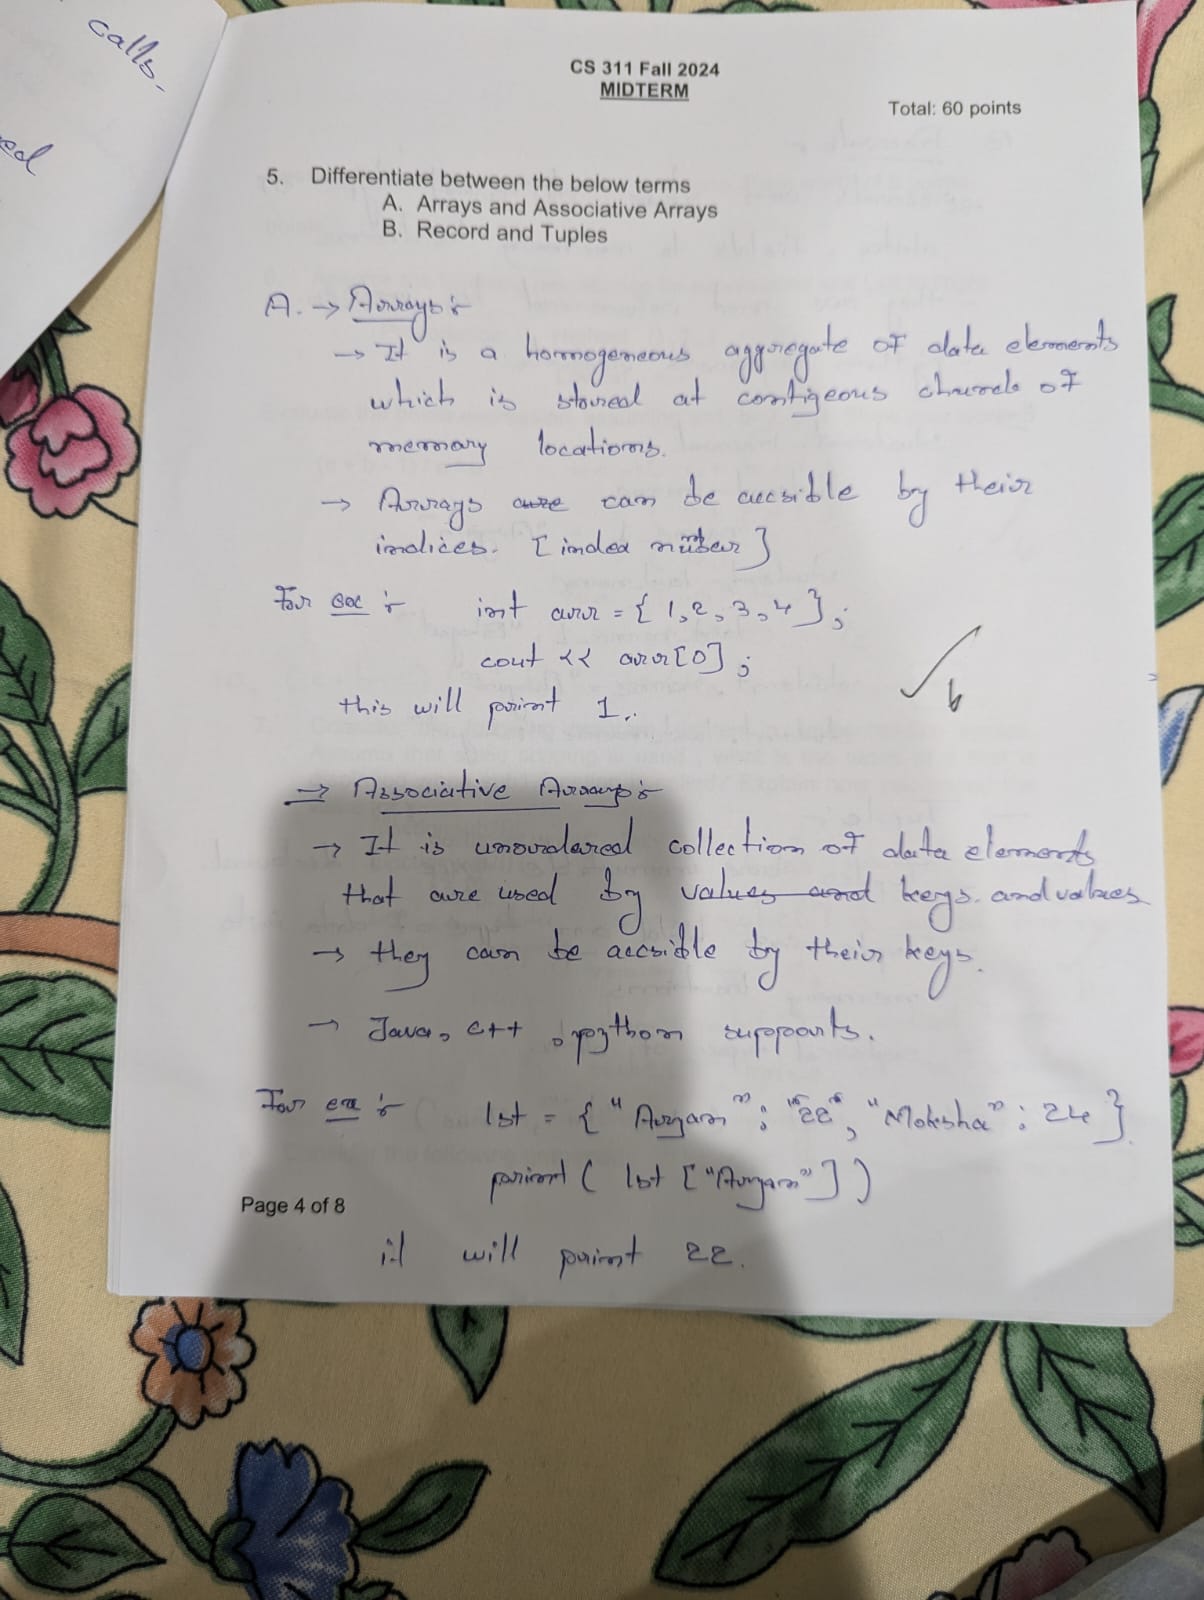 calls.
ed
CS 311 Fall 2024
MIDTERM
Total: 60 points
5. Differentiate between the below terms
A. Arrays and Associative Arrays
B. Record and Tuples
A. → Arrays :-
→ It is a homogeneous aggregate of data elements
which is stored at contigeous chunk of
memory locations.
→ Arrays are can be accsible by their
indices. [index number]
For ex :- int arr = { 1, 2, 3, 4 };
cout << arr[0] ;
this will print 1.
6
⇒ Associative Arrays :-
→ It is unordered collection of data elements
that are used by values and keys. and values
→ they can be accsible by their keys.
→ Java, C++, python supports.
For ex :- lst = { "Aryan" : "22", "Moksha" : 24 }
print ( lst ["Aryan"] )
Page 4 of 8
it will print 22.